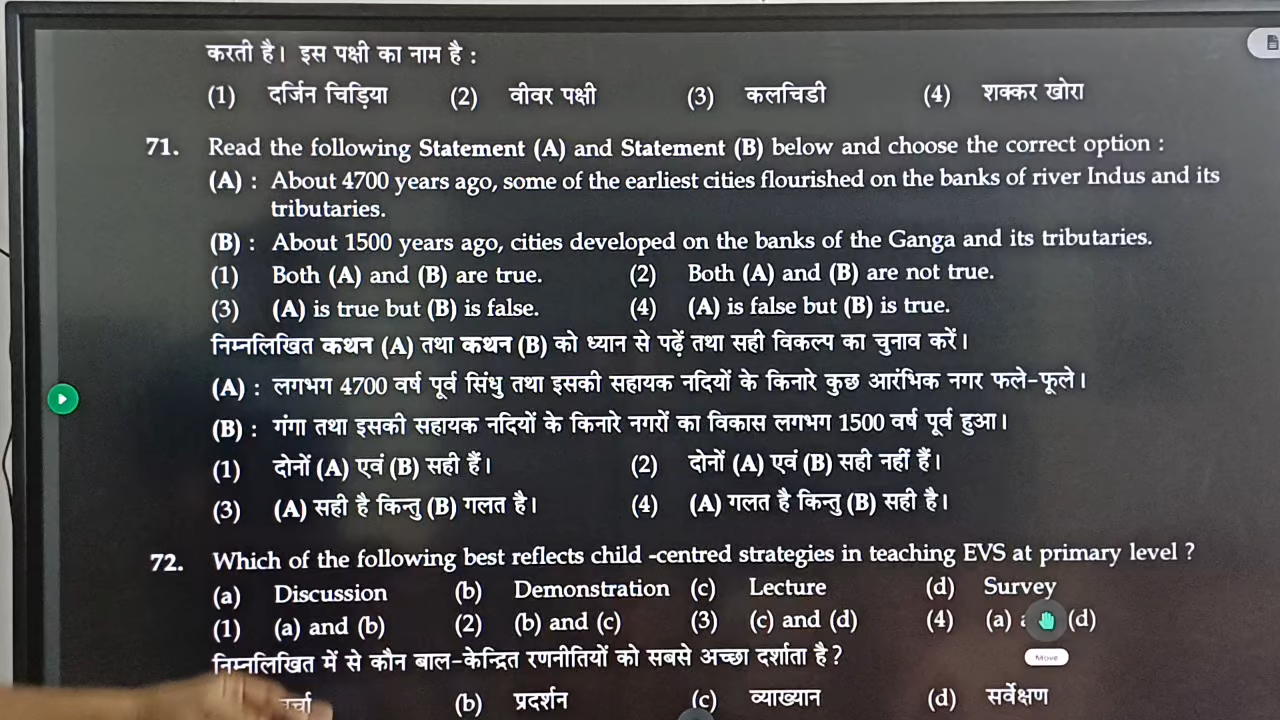 करती है। इस पक्षी का नाम है :
(1) दर्जिन चिड़िया (2) वीवर पक्षी (3) कलचिडी (4) शक्कर खोरा
71. Read the following Statement (A) and Statement (B) below and choose the correct option :
(A) : About 4700 years ago, some of the earliest cities flourished on the banks of river Indus and its
tributaries.
(B) : About 1500 years ago, cities developed on the banks of the Ganga and its tributaries.
(1) Both (A) and (B) are true. (2) Both (A) and (B) are not true.
(3) (A) is true but (B) is false. (4) (A) is false but (B) is true.
निम्नलिखित कथन (A) तथा कथन (B) को ध्यान से पढ़ें तथा सही विकल्प का चुनाव करें।
(A) : लगभग 4700 वर्ष पूर्व सिंधु तथा इसकी सहायक नदियों के किनारे कुछ आरंभिक नगर फले-फूले।
(B) : गंगा तथा इसकी सहायक नदियों के किनारे नगरों का विकास लगभग 1500 वर्ष पूर्व हुआ।
(1) दोनों (A) एवं (B) सही हैं। (2) दोनों (A) एवं (B) सही नहीं हैं।
(3) (A) सही है किन्तु (B) गलत है। (4) (A) गलत है किन्तु (B) सही है।
72. Which of the following best reflects child -centred strategies in teaching EVS at primary level ?
(a) Discussion (b) Demonstration (c) Lecture (d) Survey
(1) (a) and (b) (2) (b) and (c) (3) (c) and (d) (4) (a) (d)
Move
निम्नलिखित में से कौन बाल-केन्द्रित रणनीतियों को सबसे अच्छा दर्शाता है?
(b) प्रदर्शन (c) व्याख्यान (d) सर्वेक्षण